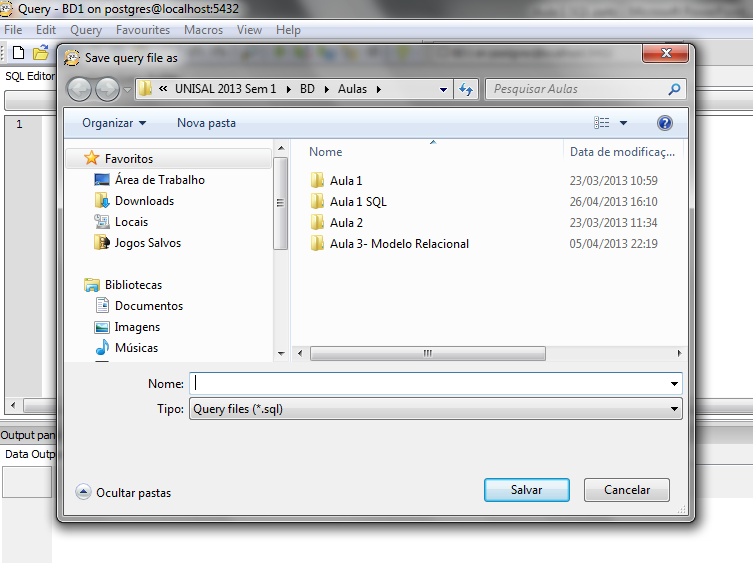 Query - BD1 on postgres@localhost:5432
File Edit Query Favourites Macros View Help
SQL Editor
Save query file as
« UNISAL 2013 Sem 1 BD Aulas
Pesquisar Aulas
Organizar Nova pasta
Favoritos
Área de Trabalho
Downloads
Locais
Jogos Salvos
Bibliotecas
Documentos
Imagens
Músicas
Nome Data de modificaç...
Aula 1 23/03/2013 10:59
Aula 1 SQL 26/04/2013 16:10
Aula 2 23/03/2013 11:34
Aula 3- Modelo Relacional 05/04/2013 22:19
1
Nome:
Tipo: Query files (*.sql)
Ocultar pastas
Salvar Cancelar
Output pan
Data Outp